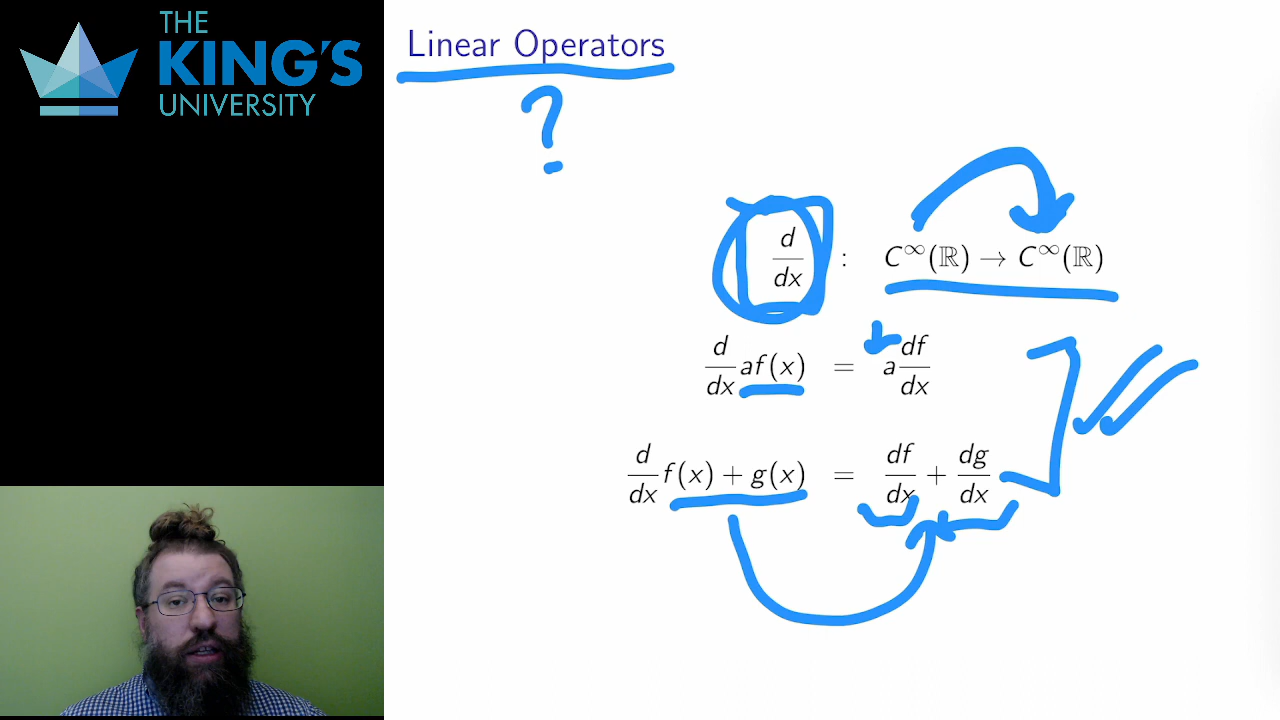 THE
KING'S
UNIVERSITY
Linear Operators
?
d/dx : C^∞(ℝ) → C^∞(ℝ)
d/dx af(x) = a df/dx
d/dx f(x) + g(x) = df/dx + dg/dx